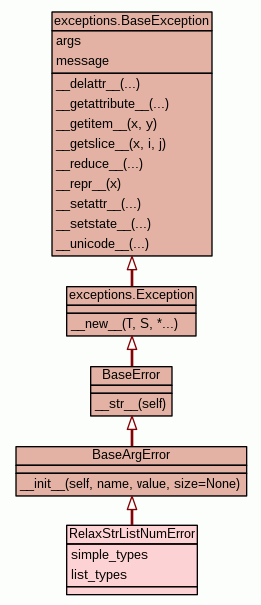 exceptions.BaseException
args
message
__delattr__(...)
__getattribute__(...)
__getitem__(x, y)
__getslice__(x, i, j)
__reduce__(...)
__repr__(x)
__setattr__(...)
__setstate__(...)
__unicode__(...)
exceptions.Exception
__new__(T, S, *...)
BaseError
__str__(self)
BaseArgError
__init__(self, name, value, size=None)
RelaxStrListNumError
simple_types
list_types